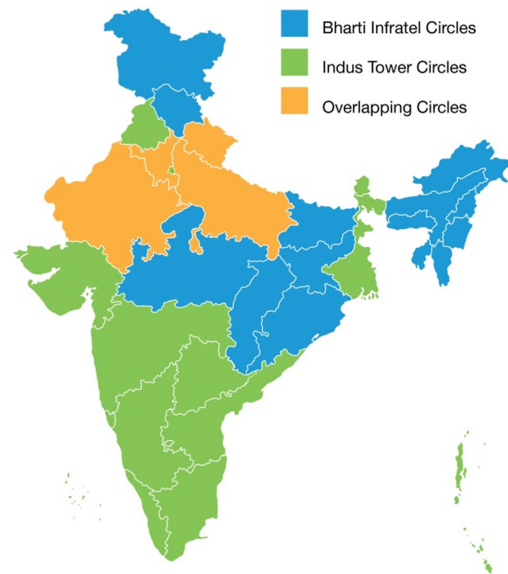 Bharti Infratel Circles
Indus Tower Circles
Overlapping Circles